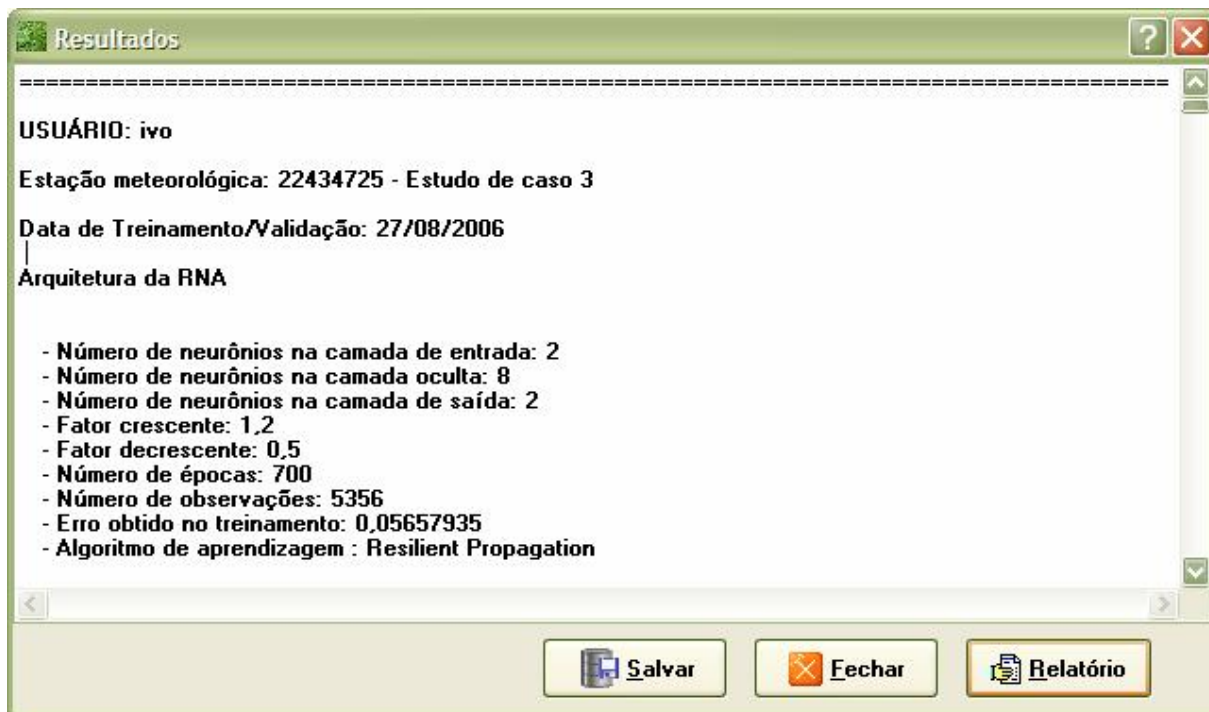 Resultados
=======================================================================================
USUÁRIO: ivo
Estação meteorológica: 22434725 - Estudo de caso 3
Data de Treinamento/Validação: 27/08/2006
Arquitetura da RNA
- Número de neurônios na camada de entrada: 2
- Número de neurônios na camada oculta: 8
- Número de neurônios na camada de saída: 2
- Fator crescente: 1,2
- Fator decrescente: 0,5
- Número de épocas: 700
- Número de observações: 5356
- Erro obtido no treinamento: 0,05657935
- Algoritmo de aprendizagem : Resilient Propagation
Salvar Fechar Relatório